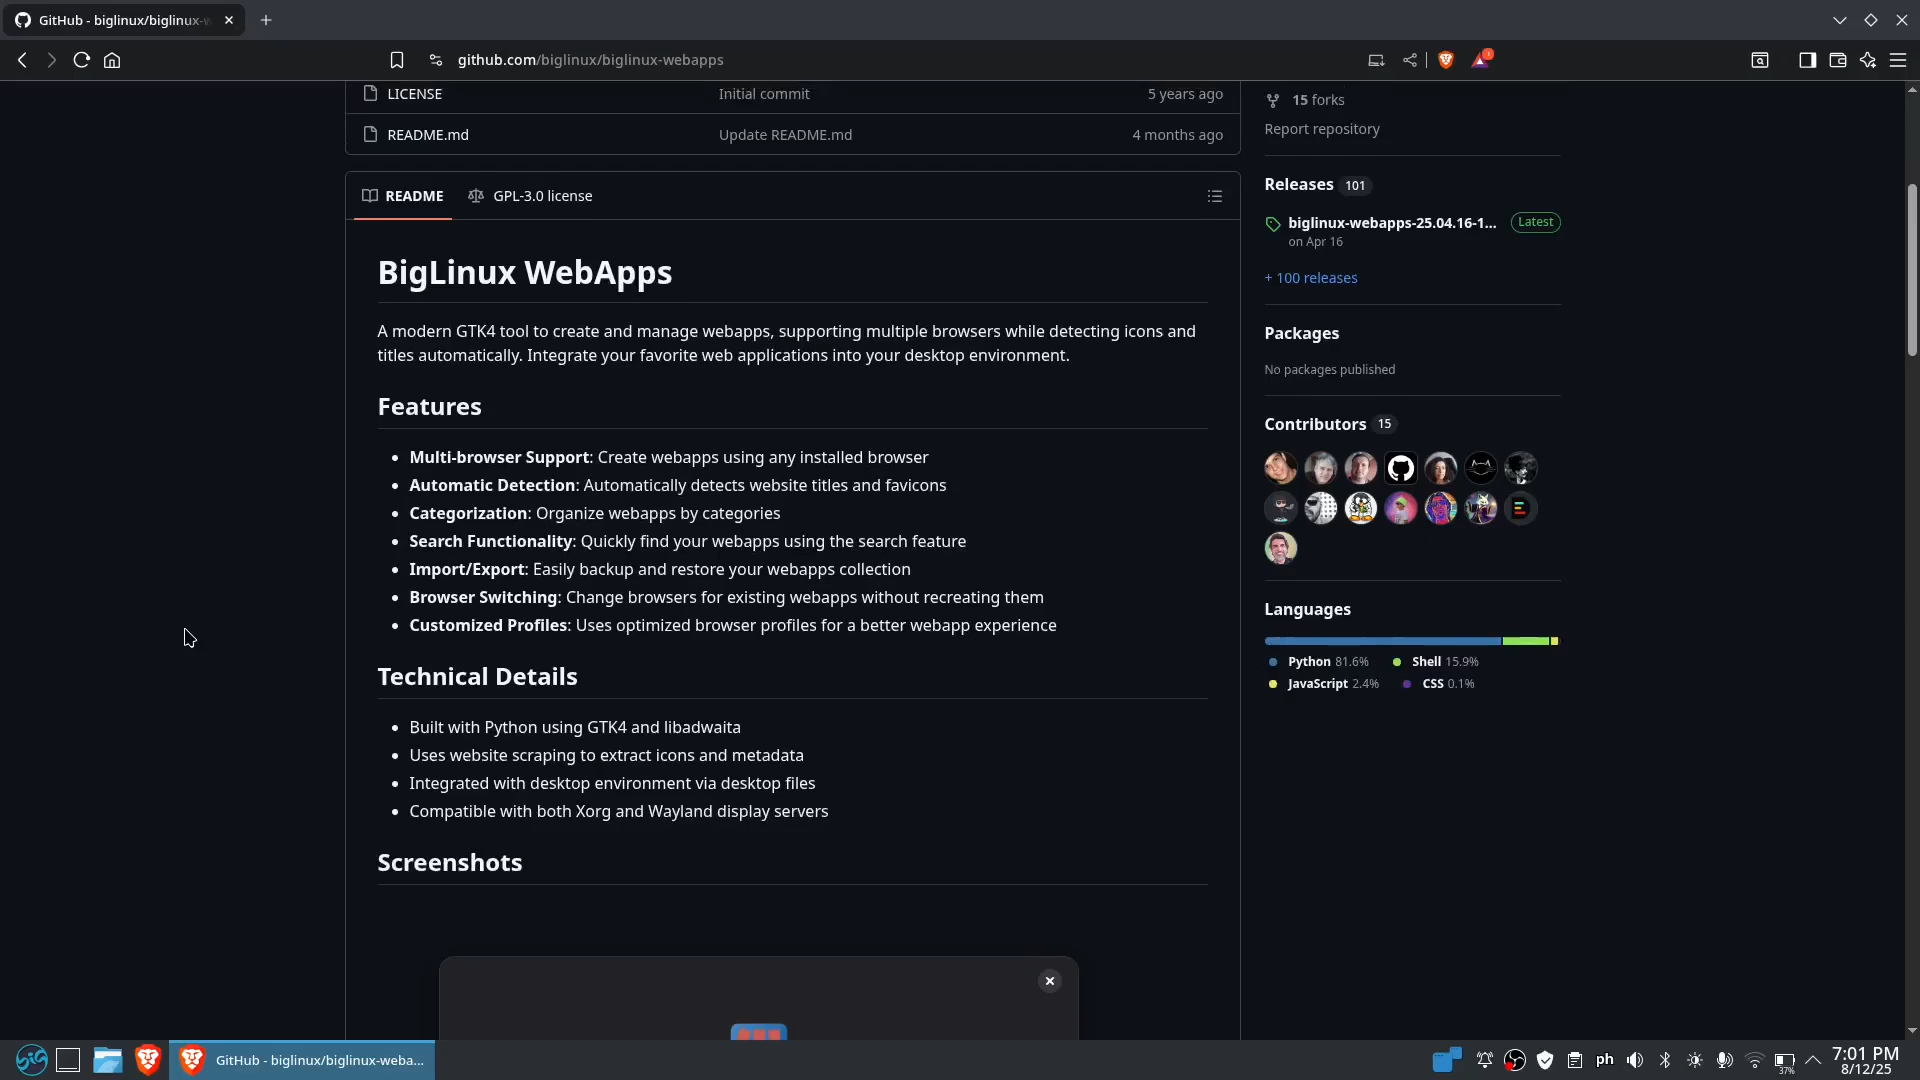 GitHub - biglinux/biglinux-w
github.com/biglinux/biglinux-webapps
LICENSE Initial commit 5 years ago
README.md Update README.md 4 months ago
README GPL-3.0 license
BigLinux WebApps
A modern GTK4 tool to create and manage webapps, supporting multiple browsers while detecting icons and
titles automatically. Integrate your favorite web applications into your desktop environment.
Features
Multi-browser Support: Create webapps using any installed browser
Automatic Detection: Automatically detects website titles and favicons
Categorization: Organize webapps by categories
Search Functionality: Quickly find your webapps using the search feature
Import/Export: Easily backup and restore your webapps collection
Browser Switching: Change browsers for existing webapps without recreating them
Customized Profiles: Uses optimized browser profiles for a better webapp experience
Technical Details
Built with Python using GTK4 and libadwaita
Uses website scraping to extract icons and metadata
Integrated with desktop environment via desktop files
Compatible with both Xorg and Wayland display servers
Screenshots
15 forks
Report repository
Releases 101
biglinux-webapps-25.04.16-1... Latest
on Apr 16
+ 100 releases
Packages
No packages published
Contributors 15
Languages
Python 81.6% Shell 15.9%
JavaScript 2.4% CSS 0.1%
big
GitHub - biglinux/biglinux-weba...
ph
37%
7:01 PM
8/12/25